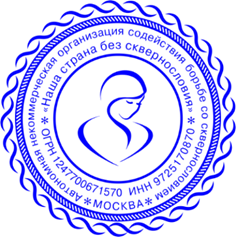 Автономная некоммерческая организация содействия борьбе со сквернословием
* «Наша страна без сквернословия» *
ОГРН 1247700671570 ИНН 9725170870
* МОСКВА *